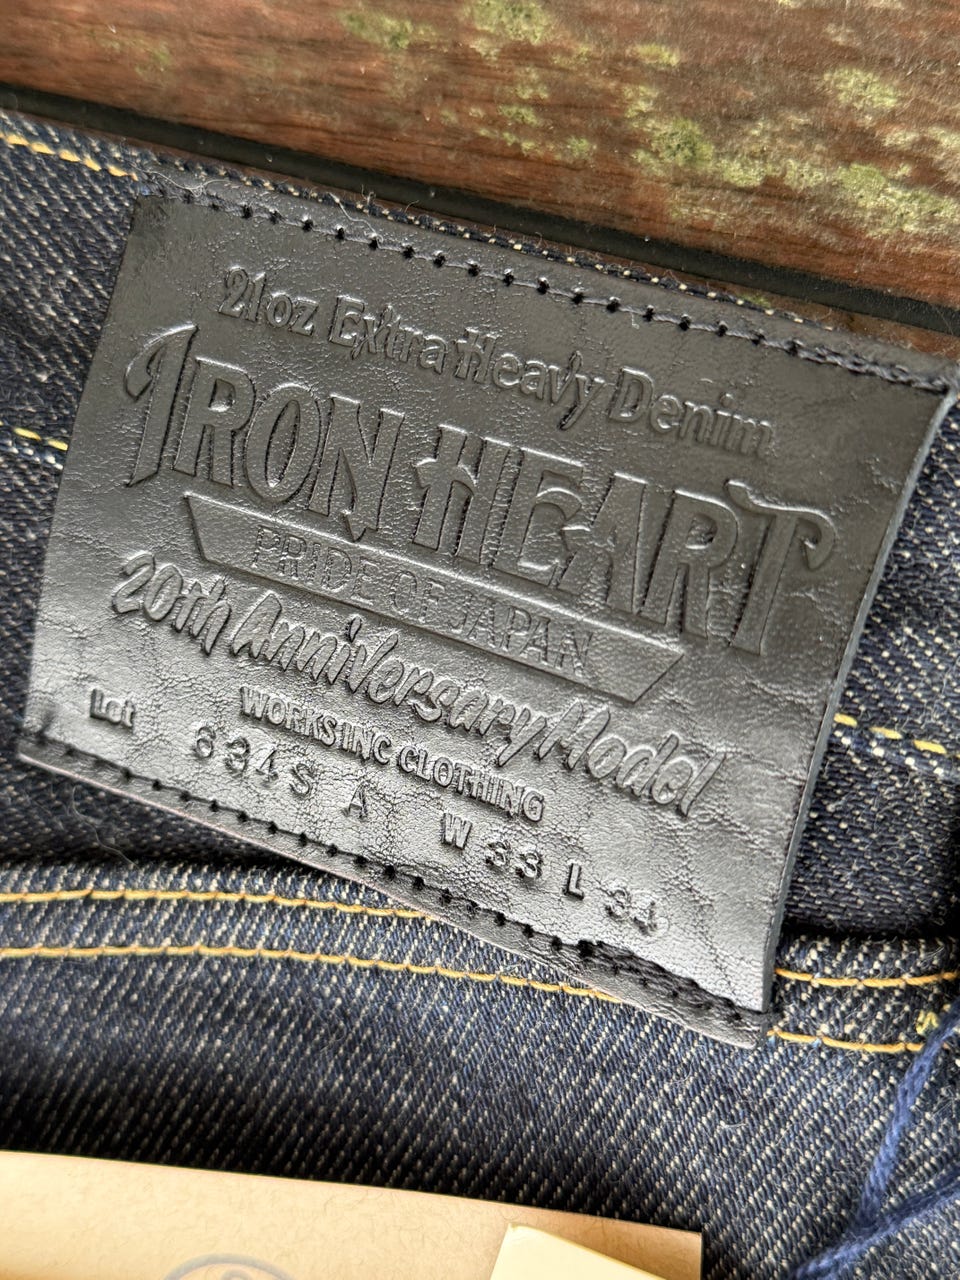 21oz Extra Heavy Denim
IRON HEART
PRIDE OF JAPAN
20th Anniversary Model
WORKS INC CLOTHING
Lot 634S A W 33 L 34